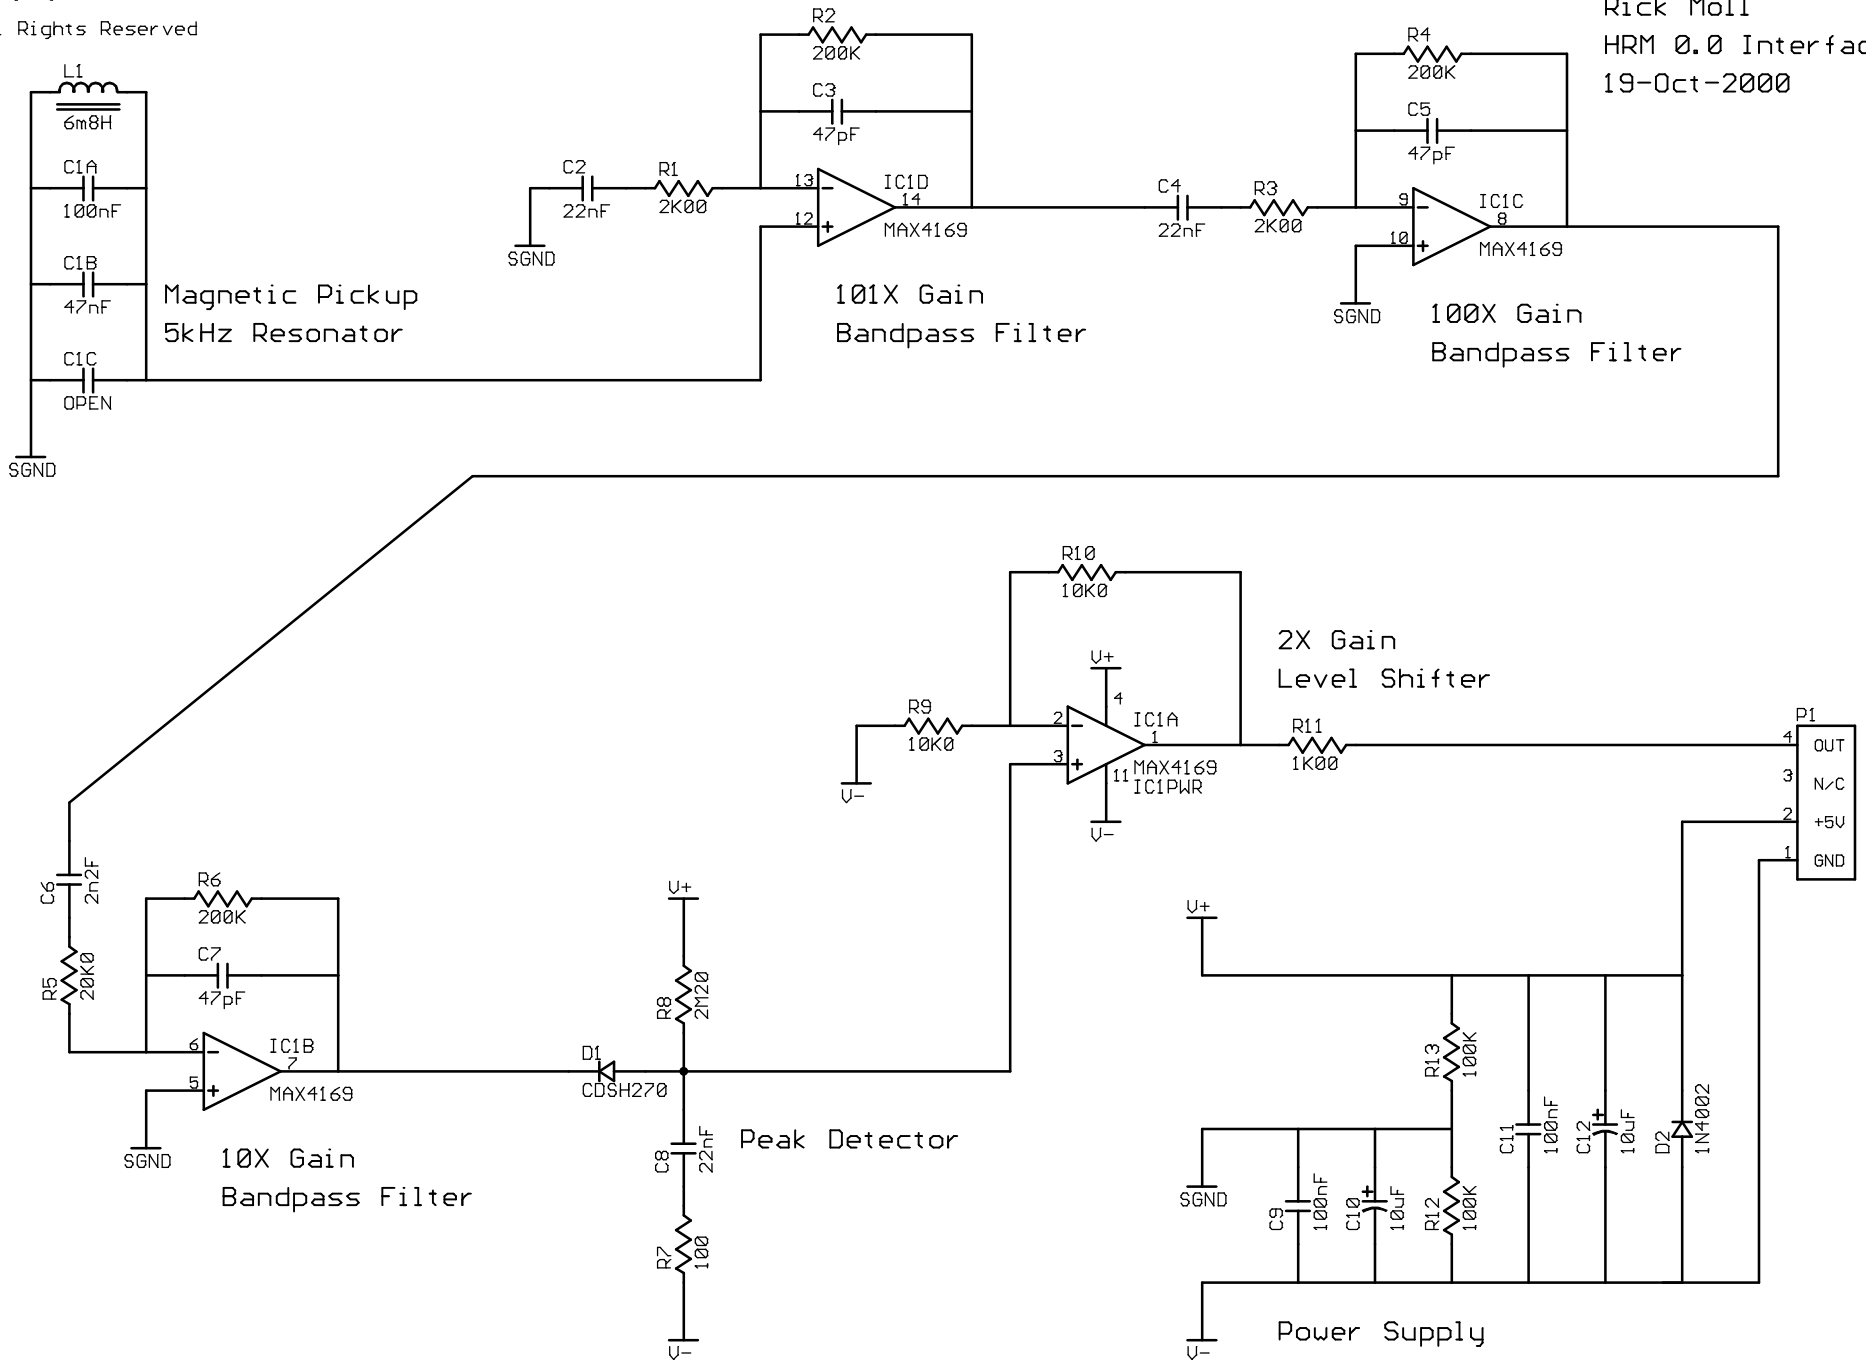 Rights Reserved
Rick Moll
HRM 0.0 Interfac
19-Oct-2000
L1
6m8H
C1A
100nF
C1B
47nF
C1C
OPEN
SGND
Magnetic Pickup
5kHz Resonator
C2
22nF
SGND
R1
2K00
R2
200K
C3
47pF
13
12
IC1D
14
MAX4169
101X Gain
Bandpass Filter
C4
22nF
R3
2K00
R4
200K
C5
47pF
9
10
IC1C
8
MAX4169
SGND
100X Gain
Bandpass Filter
C6
2n2F
R5
20K0
R6
200K
C7
47pF
6
5
IC1B
7
MAX4169
SGND
10X Gain
Bandpass Filter
D1
CDSH270
V+
R8
2M20
C8
22nF
R7
100
V-
Peak Detector
R9
10K0
V-
R10
10K0
V+
4
2
3
IC1A
1
MAX4169
11
IC1PWR
V-
2X Gain
Level Shifter
R11
1K00
P1
4 OUT
3 N/C
2 +5V
1 GND
V+
R13
100K
SGND
C9
100nF
+
C10
10uF
R12
100K
C11
100nF
+
C12
10uF
D2
1N4002
V-
Power Supply